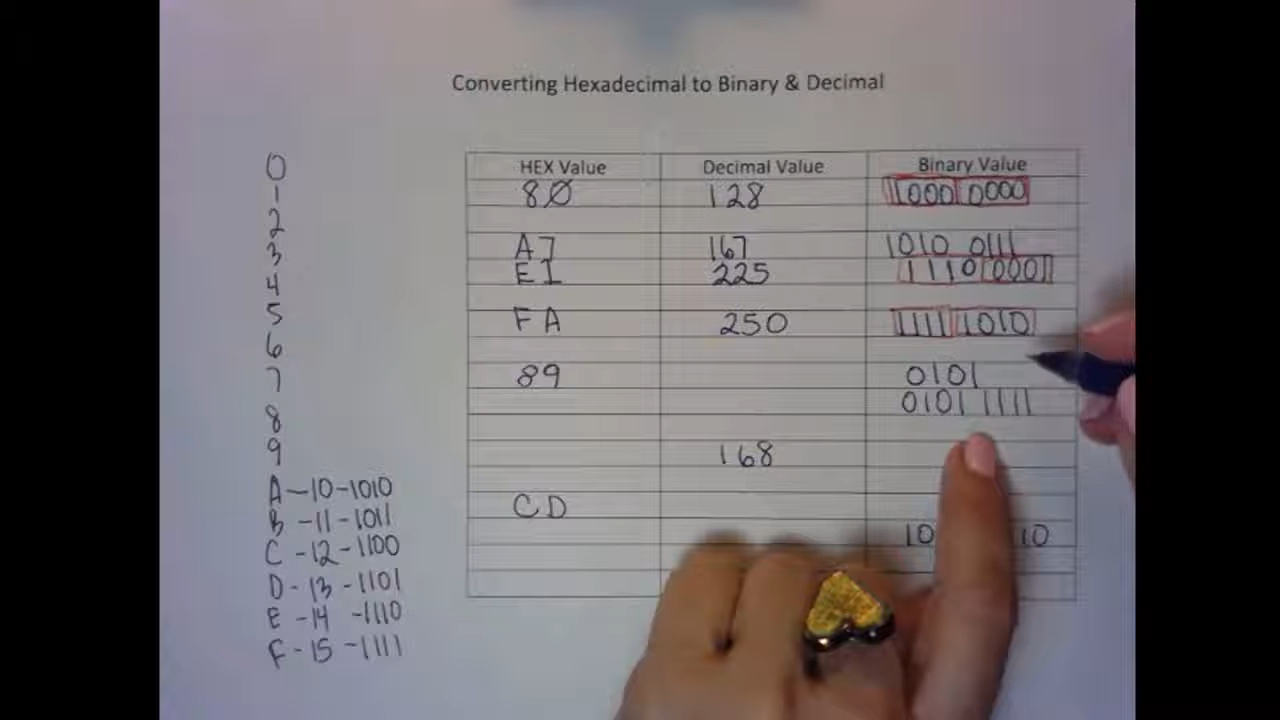 Converting Hexadecimal to Binary & Decimal
HEX Value Decimal Value Binary Value
80 128 1000 0000
A7 167 1010 0111
E1 225 1110 0001
FA 250 1111 1010
89 0101
0101 1111
168
CD
10 10
0
1
2
3
4
5
6
7
8
9
A-10-1010
B-11-1011
C-12-1100
D-13-1101
E-14-1110
F-15-1111